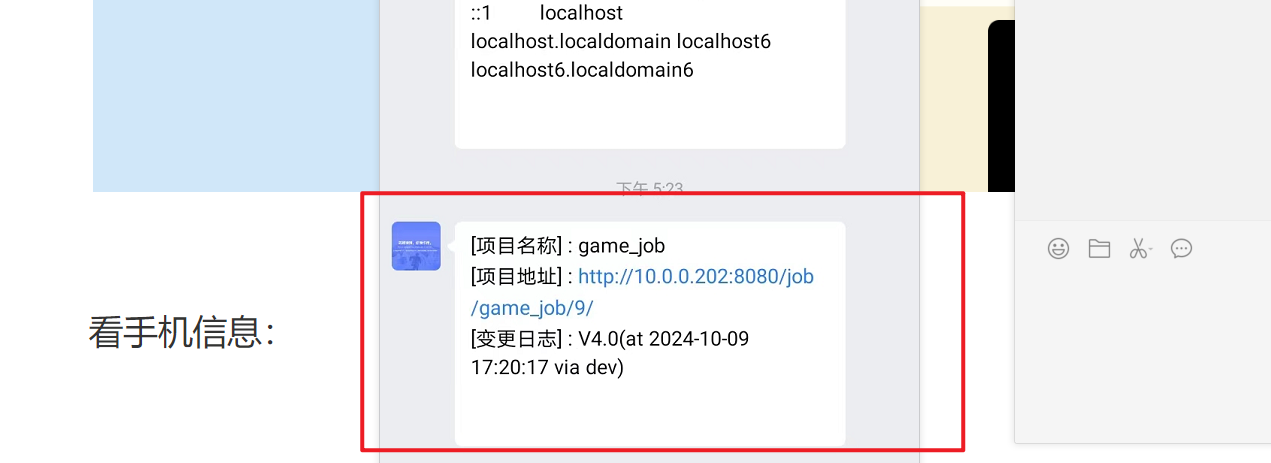 ::1 localhost
localhost.localdomain localhost6
localhost6.localdomain6
下午 5:23
[项目名称] : game_job
[项目地址] : http://10.0.0.202:8080/job
/game_job/9/
[变更日志] : V4.0(at 2024-10-09
17:20:17 via dev)
看手机信息：